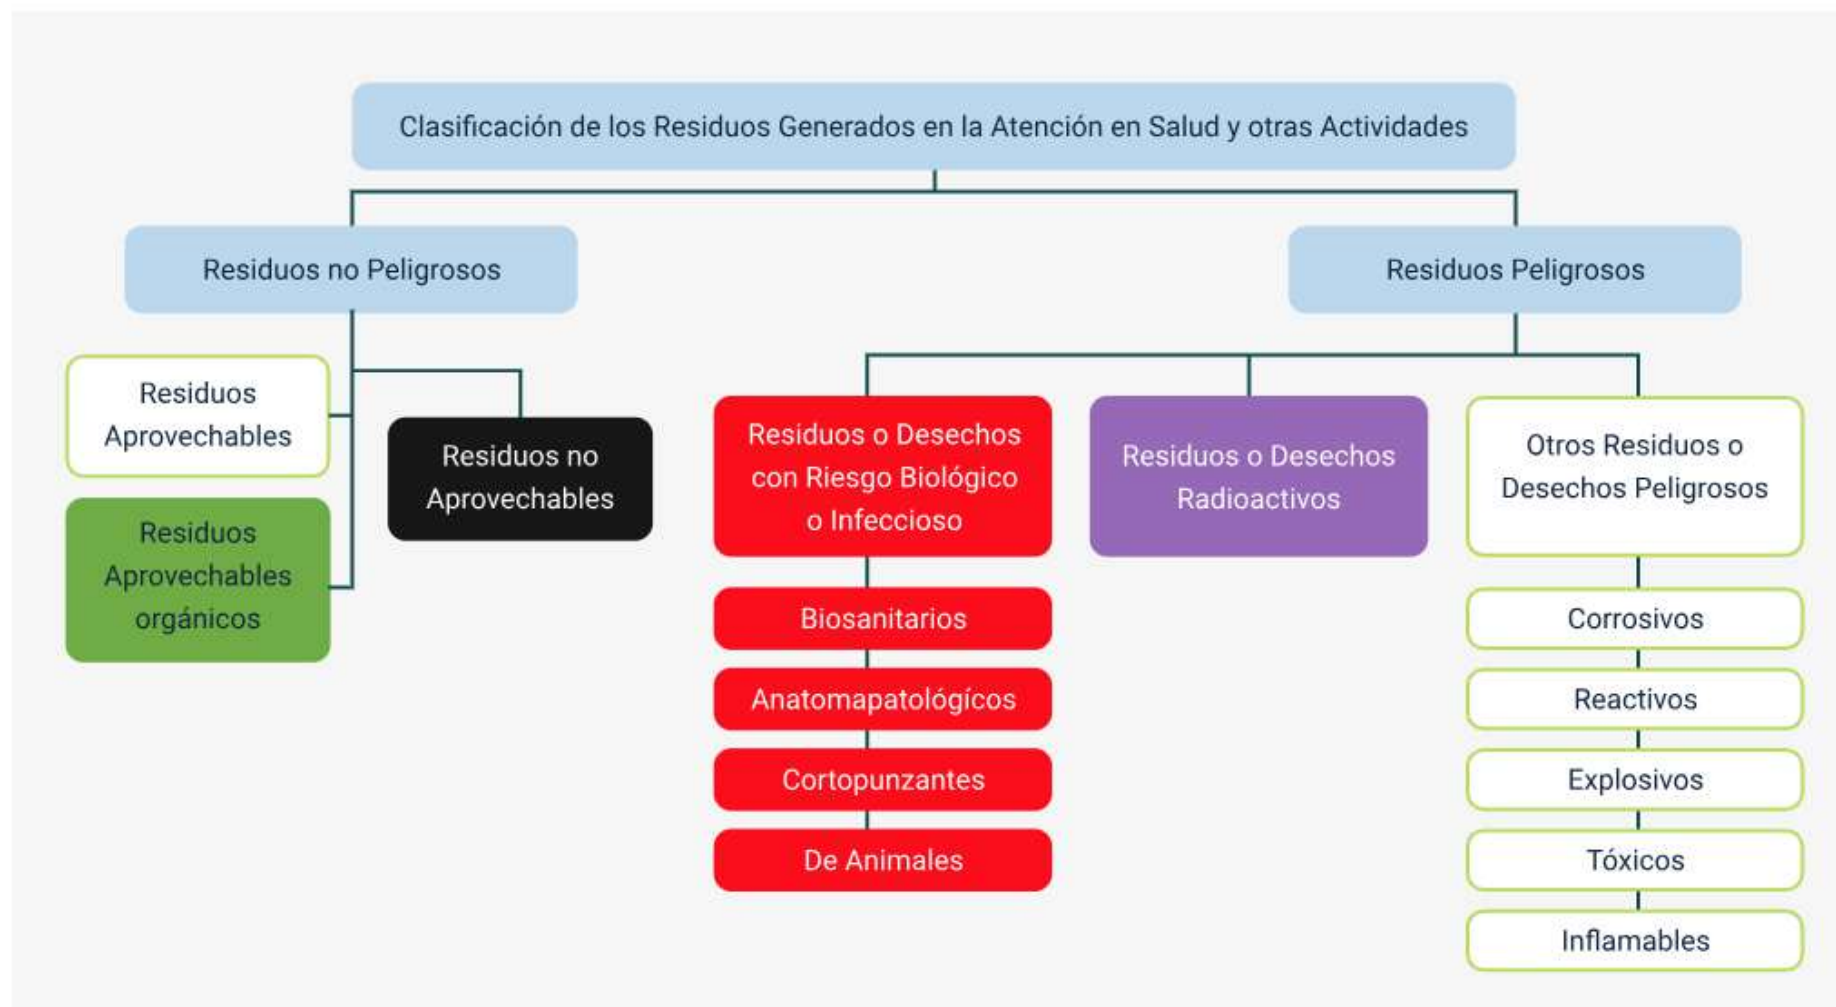 Clasificación de los Residuos Generados en la Atención en Salud y otras Actividades
Residuos no Peligrosos
Residuos Peligrosos
Residuos
Aprovechables
Residuos no
Aprovechables
Residuos
Aprovechables
orgánicos
Residuos o Desechos
con Riesgo Biológico
o Infeccioso
Biosanitarios
Anatomapatológícos
Cortopunzantes
De Animales
Residuos o Desechos
Radioactivos
Otros Residuos o
Desechos Peligrosos
Corrosivos
Reactivos
Explosivos
Tóxicos
Inflamables